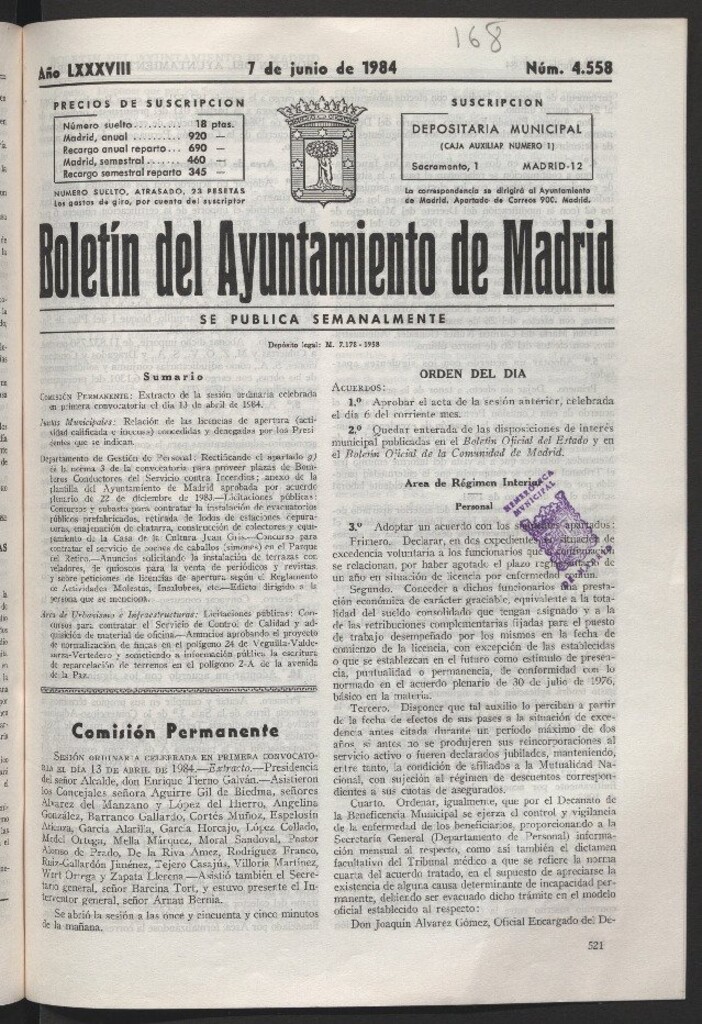 168
Año LXXXVIII 7 de junio de 1984 Núm. 4.558
PRECIOS DE SUSCRIPCION
Número suelto.......... 18 ptas.
Madrid, anual .......... 920 —
Recargo anual reparto... 690 —
Madrid, semestral ....... 460 —
Recargo semestral reparto 345 —
NUMERO SUELTO, ATRASADO, 23 PESETAS
Los gastos de giro, por cuenta del suscriptor
SUSCRIPCION
DEPOSITARIA MUNICIPAL
(CAJA AUXILIAR NUMERO 1)
Sacramento, 1 MADRID-12
La correspondencia se dirigirá al Ayuntamiento
de Madrid. Apartado de Correos 900. Madrid.
Boletín del Ayuntamiento de Madrid
SE PUBLICA SEMANALMENTE
Depósito legal: M. 7.178 - 1958
Sumario
COMISIÓN PERMANENTE: Extracto de la sesión ordinaria celebrada
en primera convocatoria el día 13 de abril de 1984.
Juntas Municipales: Relación de las licencias de apertura (acti-
vidad calificada e inocua) concedidas y denegadas por los Presi-
dentes que se indican.
Departamento de Gestión de Personal: Rectificando el apartado g)
de la norma 3 de la convocatoria para proveer plazas de Bom-
beros Conductores del Servicio contra Incendios; anexo de la
plantilla del Ayuntamiento de Madrid aprobada por acuerdo
plenario de 22 de diciembre de 1983.—Licitaciones públicas:
Concursos y subasta para contratar la instalación de evacuatorios
públicos prefabricados, retirada de lodos de estaciones depura-
doras, enajenación de chatarra, construcción de colectores y equi-
pamiento de la Casa de la Cultura Juan Gris.—Concurso para
contratar el servicio de coches de caballos (simones) en el Parque
del Retiro.—Anuncios solicitando la instalación de terrazas con
veladores, de quioscos para la venta de periódicos y revistas,
y sobre peticiones de licencias de apertura según el Reglamento
de Actividades Molestas, Insalubres, etc.—Edicto dirigido a la
persona que se menciona.
Area de Urbanismo e Infraestructuras: Licitaciones públicas: Con-
cursos para contratar el Servicio de Control de Calidad y ad-
quisición de material de oficina.—Anuncios aprobando el proyecto
de normalización de fincas en el polígono 24 de Veguilla-Valde-
zarza-Vertedero y sometiendo a información pública la escritura
de reparcelación de terrenos en el polígono 2-A de la avenida
de la Paz.
Comisión Permanente
SESIÓN ORDINARIA CELEBRADA EN PRIMERA CONVOCATO-
RIA EL DÍA 13 DE ABRIL DE 1984.—Extracto.—Presidencia
del señor Alcalde, don Enrique Tierno Galván.—Asistieron
los Concejales señora Aguirre Gil de Biedma, señores
Alvarez del Manzano y López del Hierro, Angelina
González, Barranco Gallardo, Cortés Muñoz, Espelosín
Atienza, García Alarilla, García Horcajo, López Collado,
Medel Ortega, Mella Márquez, Moral Sandoval, Pastor
Alonso de Prado, De la Riva Amez, Rodríguez Franco,
Ruiz-Gallardón Jiménez, Tejero Casajús, Villoria Martínez,
Wert Ortega y Zapata Llerena.—Asistió también el Secre-
tario general, señor Barcina Tort, y estuvo presente el In-
terventor general, señor Arnau Bernia.
Se abrió la sesión a las once y cincuenta y cinco minutos
de la mañana.
ORDEN DEL DIA
ACUERDOS:
1.º Aprobar el acta de la sesión anterior, celebrada
el día 6 del corriente mes.
2.º Quedar enterada de las disposiciones de interés
municipal publicadas en el Boletín Oficial del Estado y en
el Boletín Oficial de la Comunidad de Madrid.
Area de Régimen Interior
Personal
HEMEROTECA
MUNICIPAL
3.º Adoptar un acuerdo con los siguientes apartados:
Primero. Declarar, en dos expedientes, en situación de
excedencia voluntaria a los funcionarios que a continuación
se relacionan, por haber agotado el plazo reglamentario de
un año en situación de licencia por enfermedad común.
Segundo. Conceder a dichos funcionarios una presta-
ción económica de carácter graciable, equivalente a la to-
talidad del sueldo consolidado que tengan asignado y a la
de las retribuciones complementarias fijadas para el puesto
de trabajo desempeñado por los mismos en la fecha de
comienzo de la licencia, con excepción de las establecidas
o que se establezcan en el futuro como estímulo de presen-
cia, puntualidad o permanencia, de conformidad con lo
normado en el acuerdo plenario de 30 de julio de 1976,
básico en la materia.
Tercero. Disponer que tal auxilio lo perciban a partir
de la fecha de efectos de sus pases a la situación de exce-
dencia antes citada durante un período máximo de dos
años, si antes no se produjeren sus reincorporaciones al
servicio activo o fueren declarados jubilados, manteniendo,
entre tanto, la condición de afiliados a la Mutualidad Na-
cional, con sujeción al régimen de descuentos correspon-
dientes a sus cuotas de asegurados.
Cuarto. Ordenar, igualmente, que por el Decanato de
la Beneficencia Municipal se ejerza el control y vigilancia
de la enfermedad de los beneficiarios, proporcionando a la
Secretaría General (Departamento de Personal) informa-
ción mensual al respecto, como así también el dictamen
facultativo del Tribunal médico a que se refiere la norma
cuarta del acuerdo tratado, en el supuesto de apreciarse la
existencia de alguna causa determinante de incapacidad per-
manente, debiendo ser evacuado dicho trámite en el modelo
oficial establecido al respecto:
Don Joaquín Alvarez Gómez, Oficial Encargado del De-
521